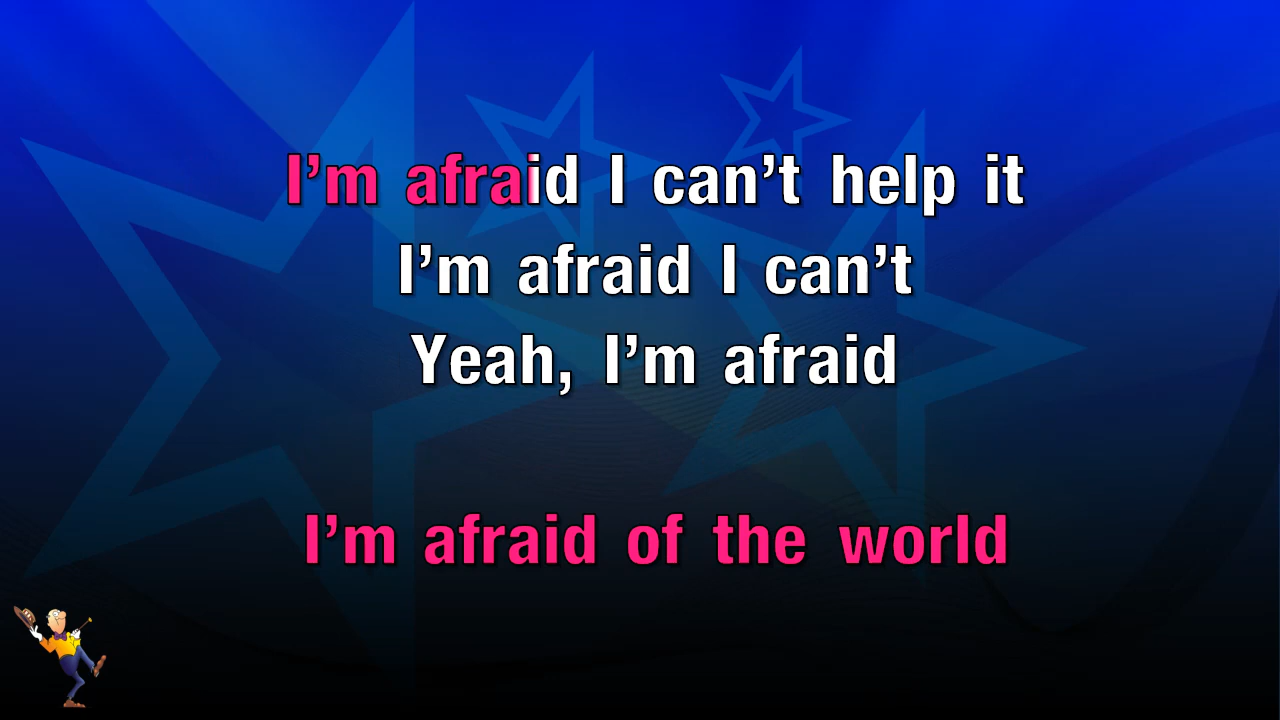 I’m afraid I can’t help it
I’m afraid I can’t
Yeah, I’m afraid
I’m afraid of the world